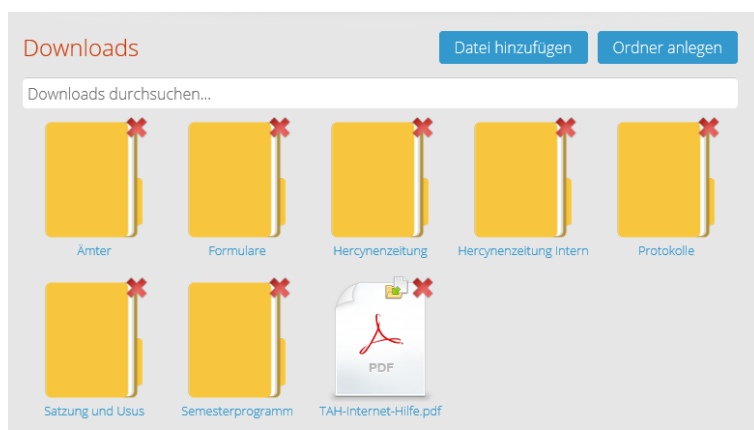 Downloads
Datei hinzufügen
Ordner anlegen
Downloads durchsuchen...
Ämter
Formulare
Hercynenzeitung
Hercynenzeitung Intern
Protokolle
PDF
Satzung und Usus
Semesterprogramm
TAH-Internet-Hilfe.pdf